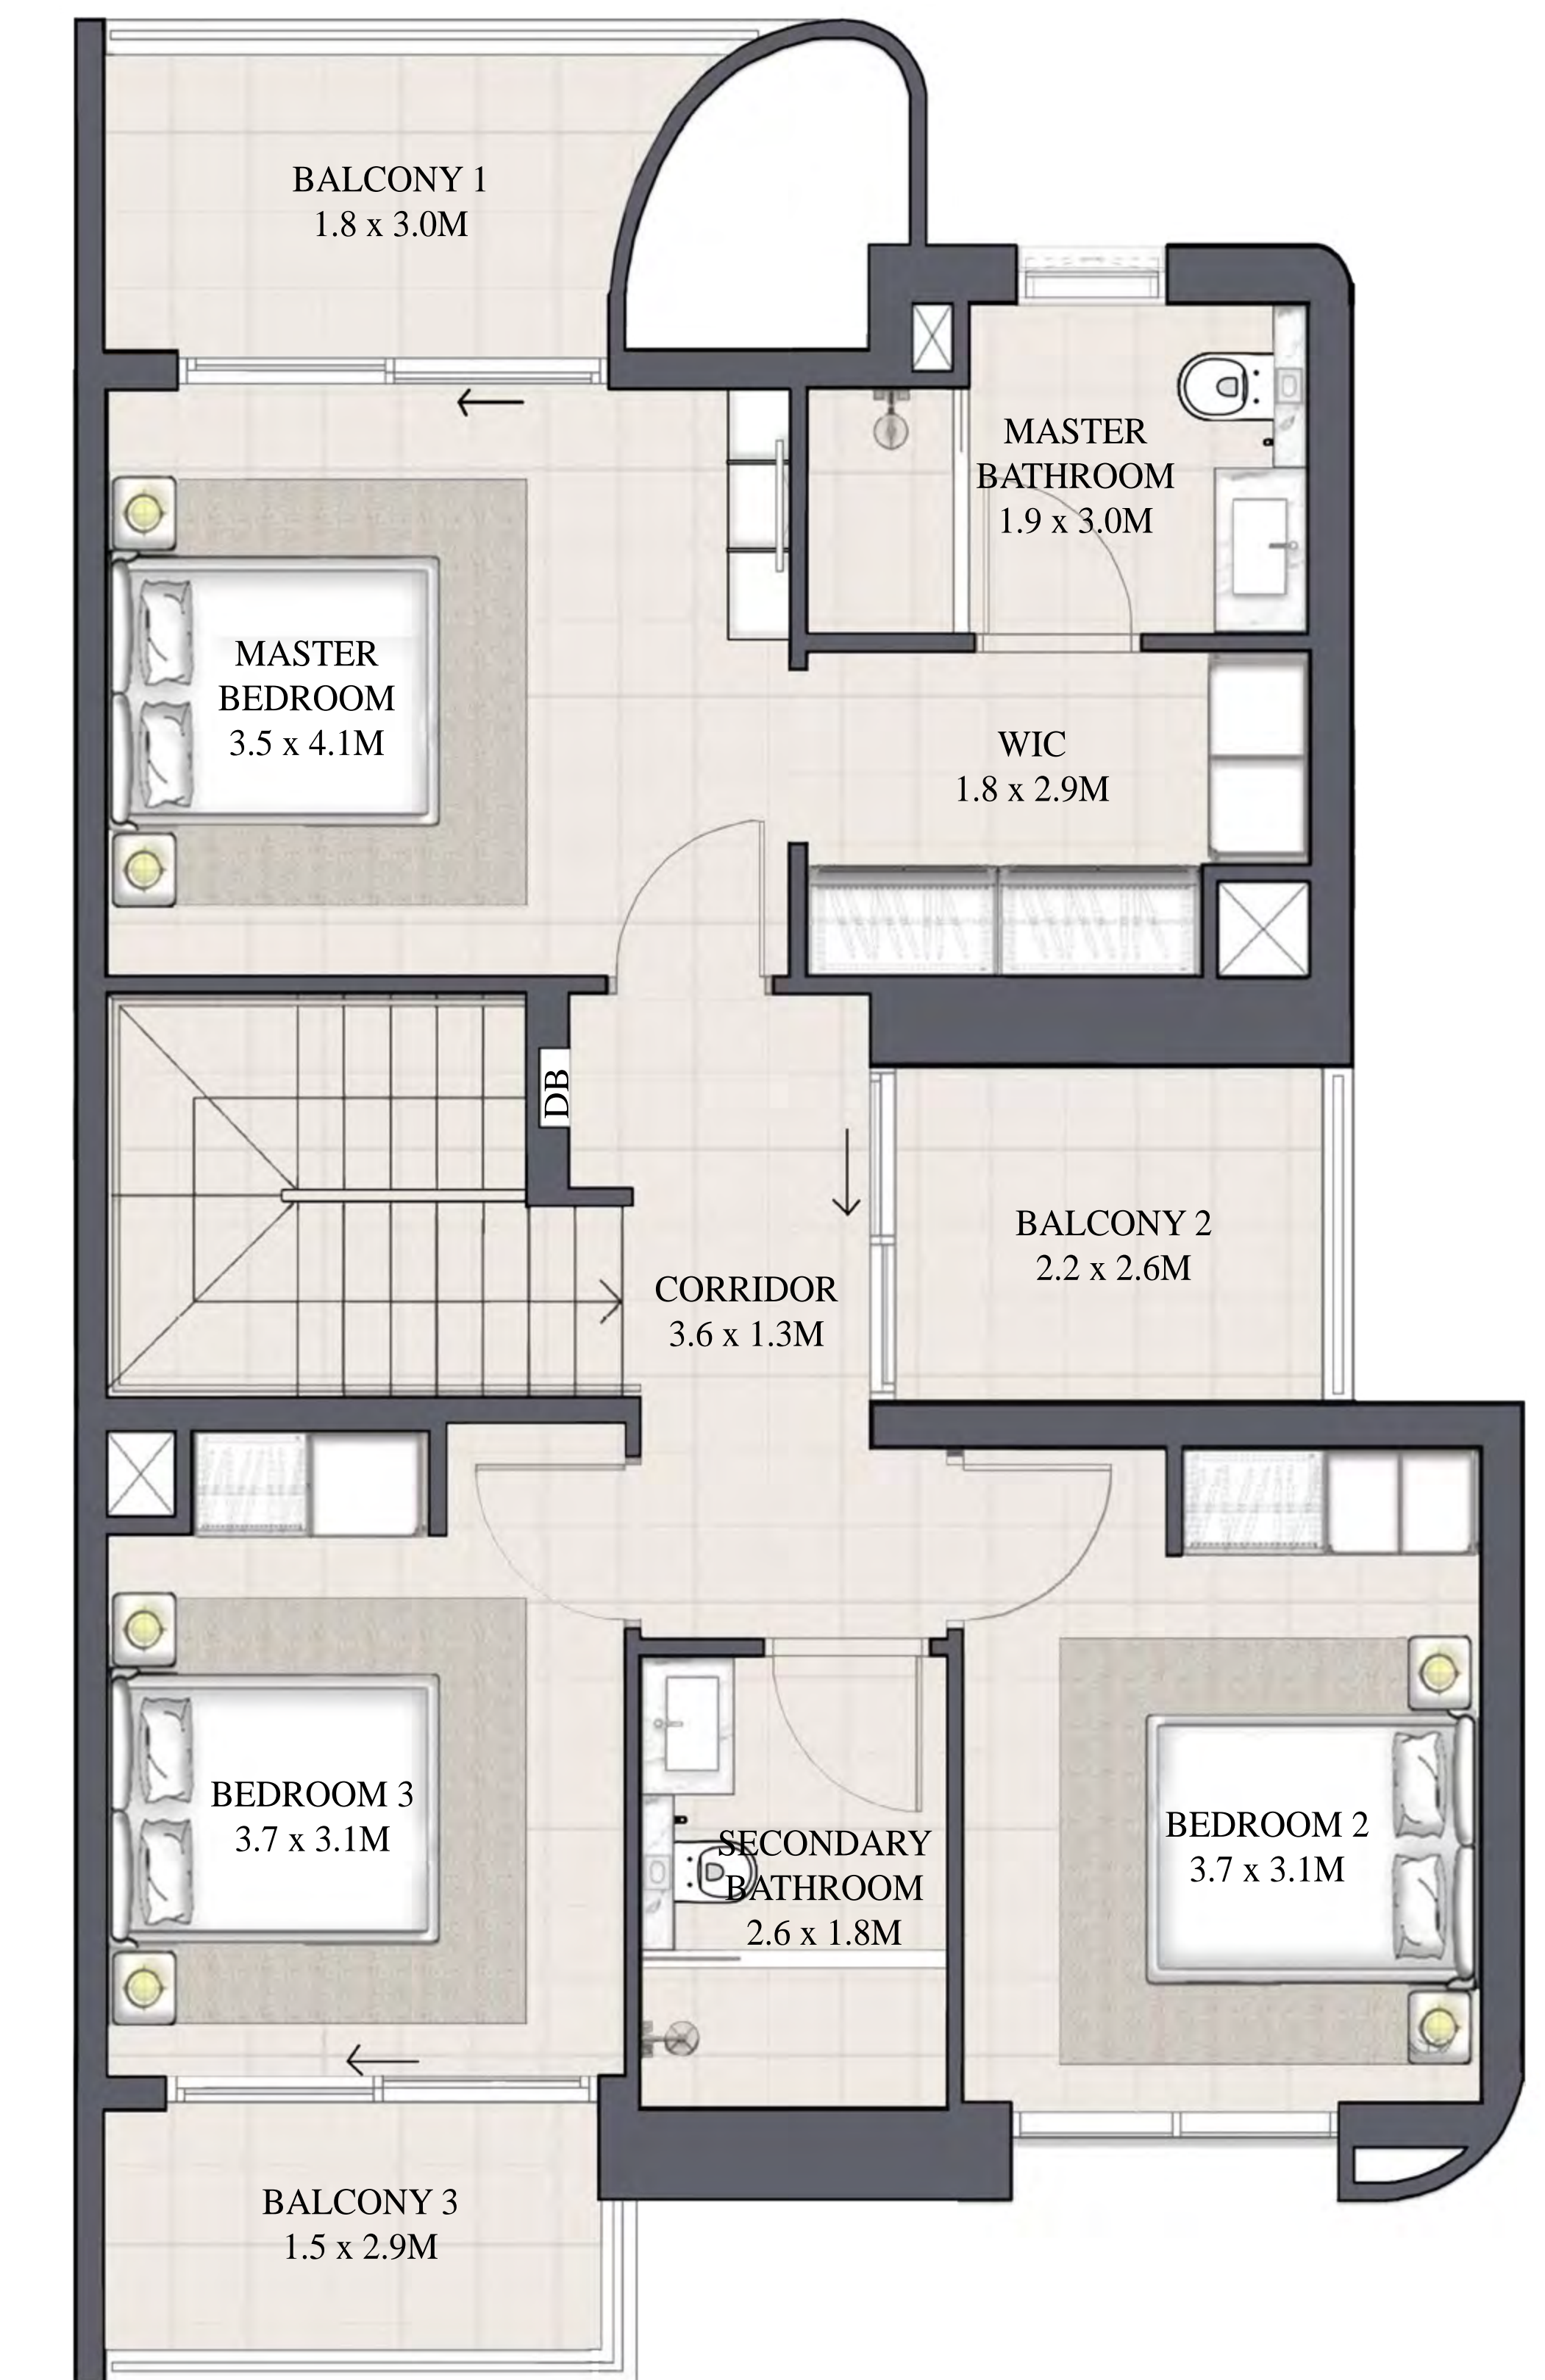 BALCONY 1
1.8 x 3.0M
MASTER
BATHROOM
1.9 x 3.0M
MASTER
BEDROOM
3.5 x 4.1M
WIC
1.8 x 2.9M
DB
BALCONY 2
2.2 x 2.6M
CORRIDOR
3.6 x 1.3M
BEDROOM 3
3.7 x 3.1M
SECONDARY
BATHROOM
2.6 x 1.8M
BEDROOM 2
3.7 x 3.1M
BALCONY 3
1.5 x 2.9M